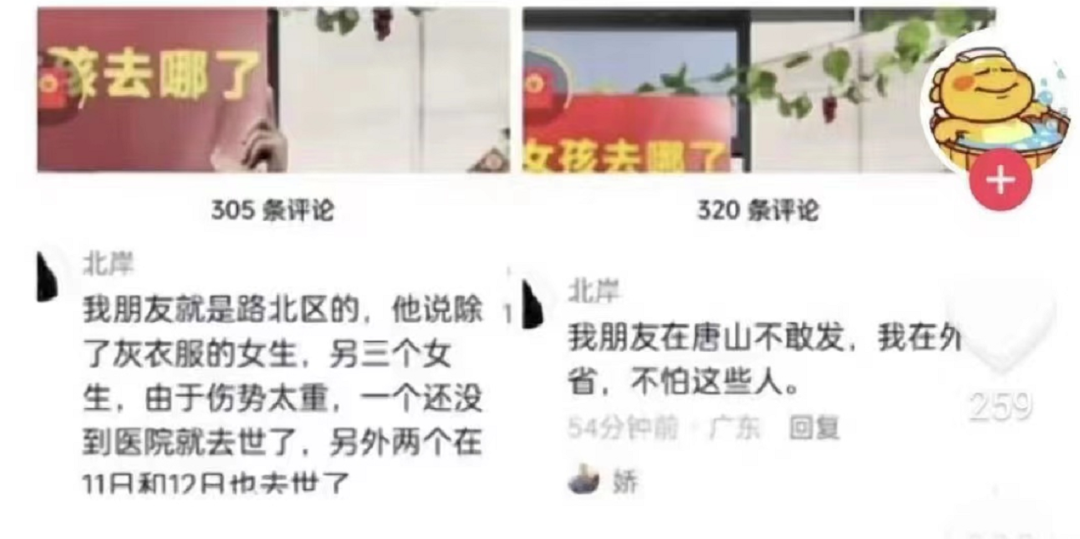 孩去哪了
305 条评论
北岸
我朋友就是路北区的，他说除
了灰衣服的女生，另三个女
生，由于伤势太重，一个还没
到医院就去世了，另外两个在
11日和12日也去世了
女孩去哪了
320 条评论
北岸
我朋友在唐山不敢发，我在外
省，不怕这些人。
54分钟前 · 广东 回复
娇
259